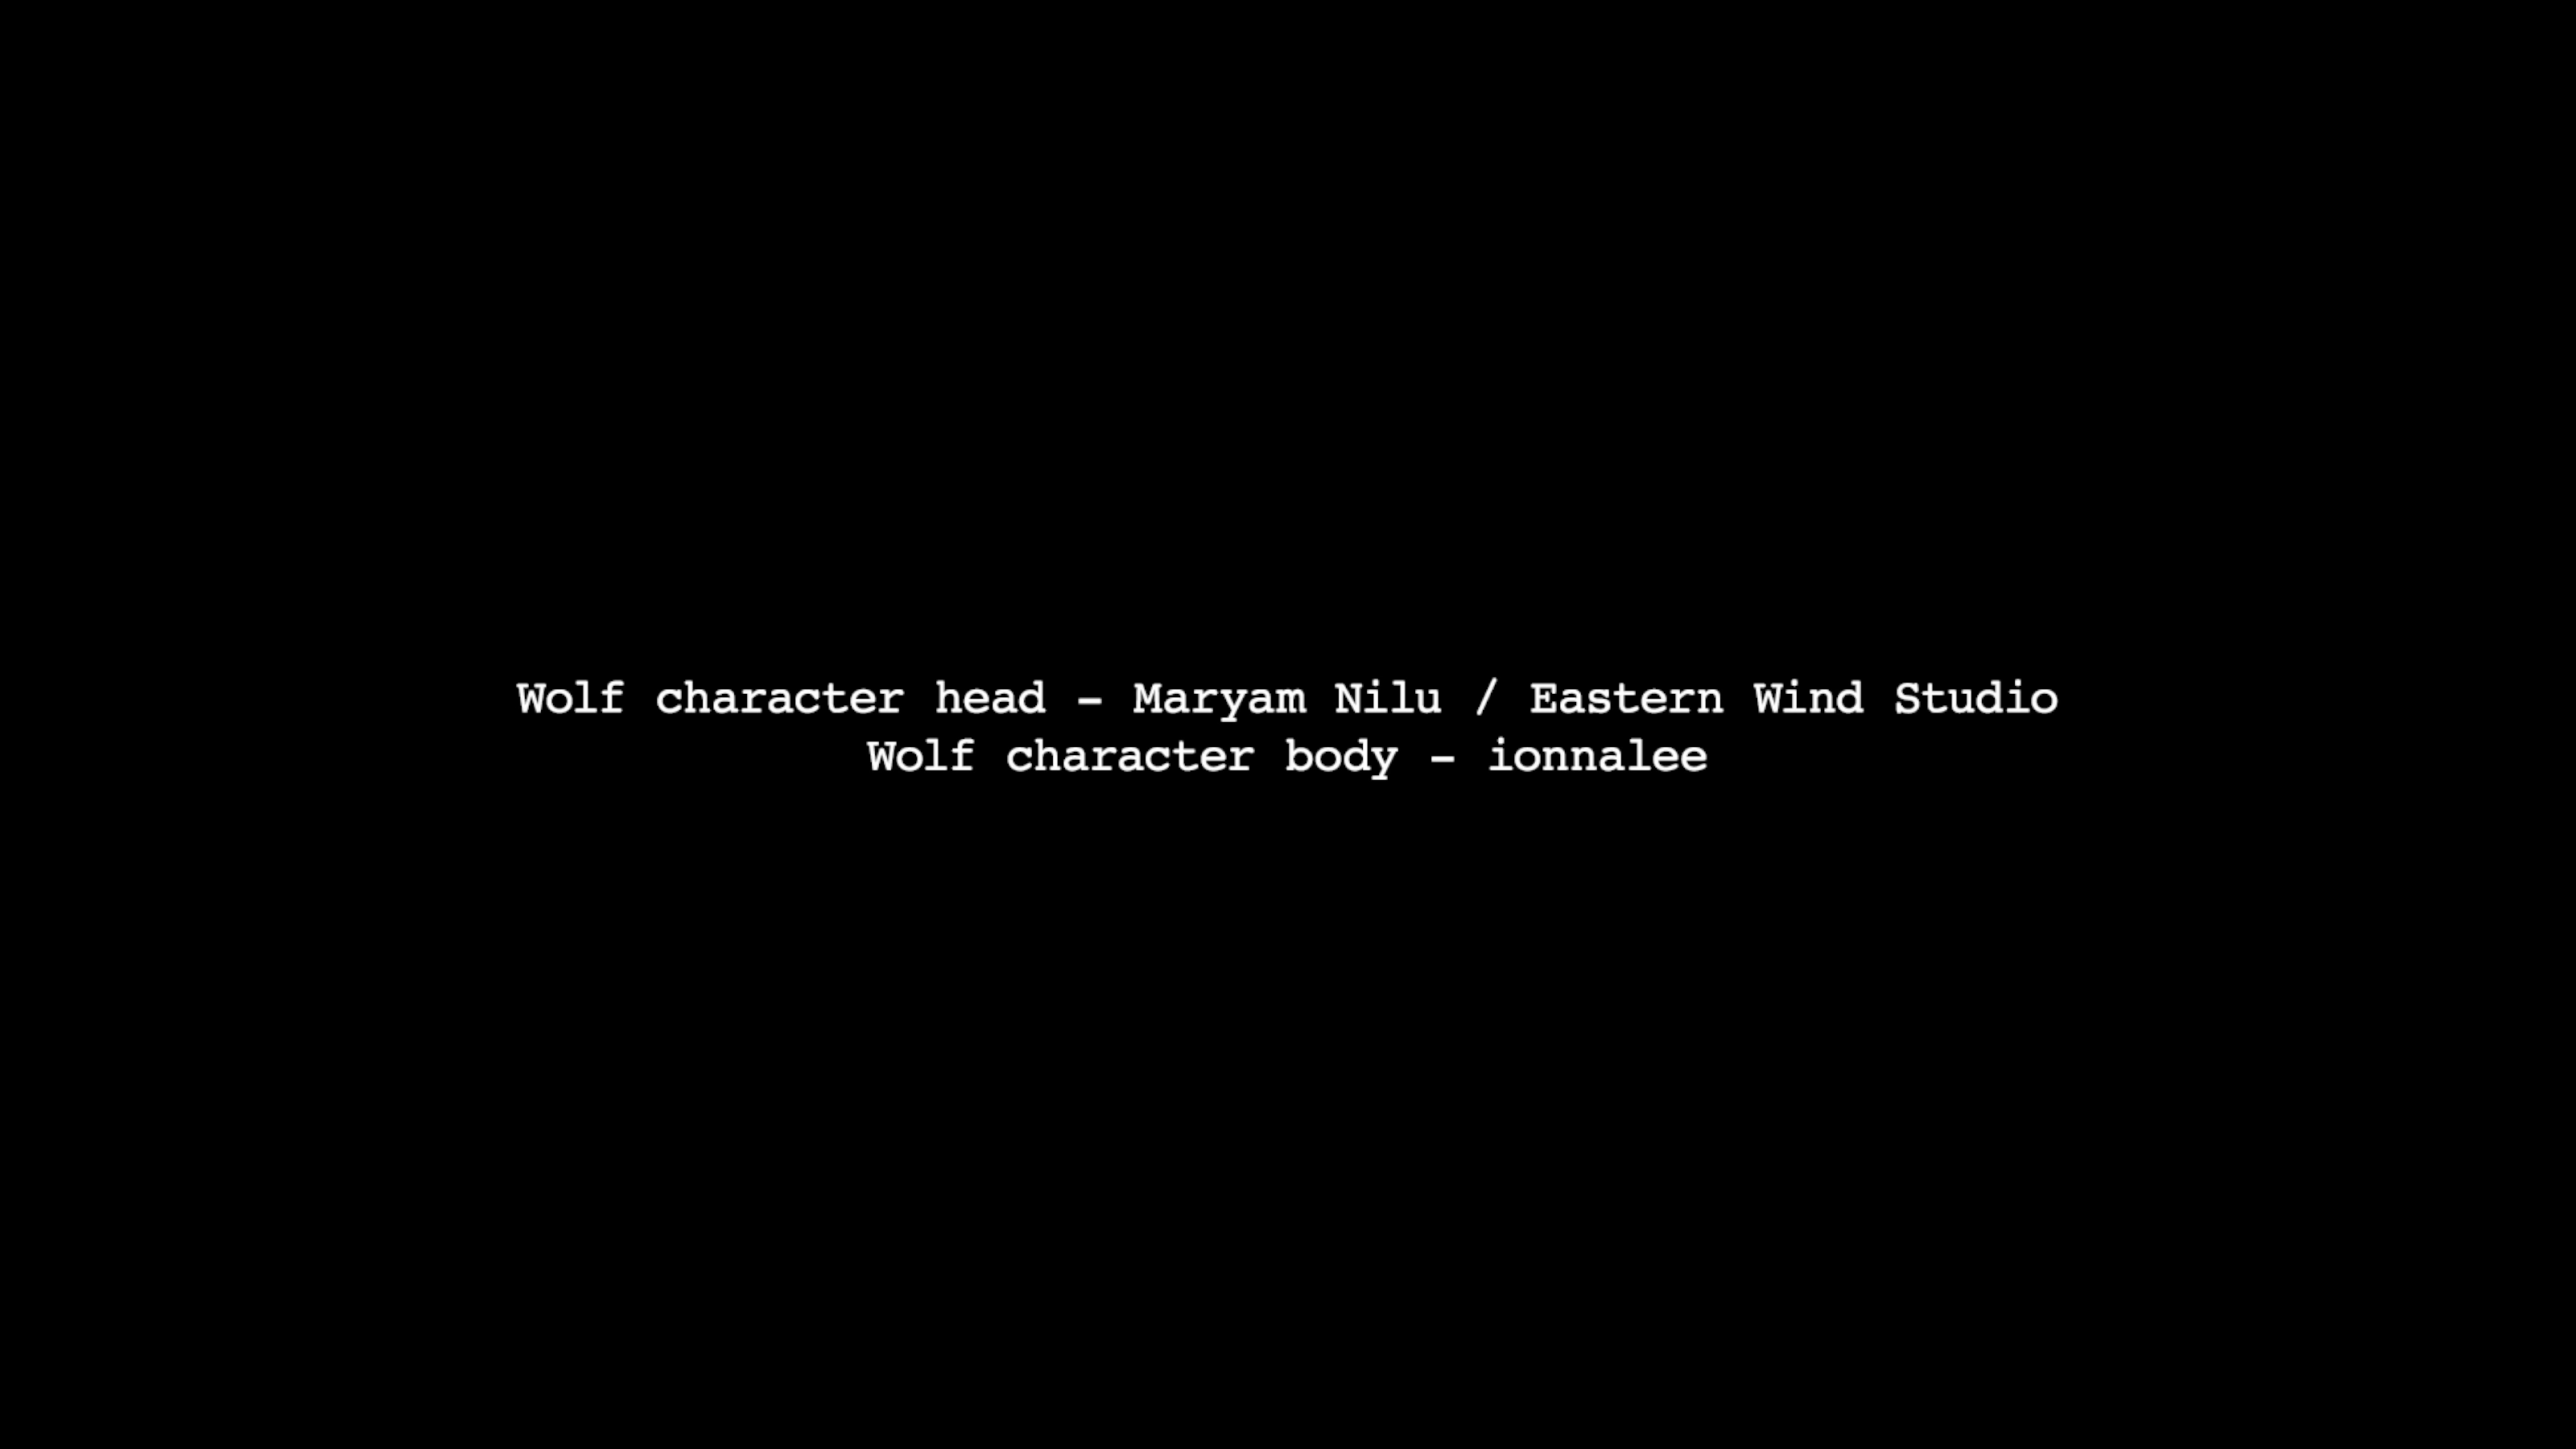 Wolf character head - Maryam Nilu / Eastern Wind Studio
Wolf character body - ionnalee